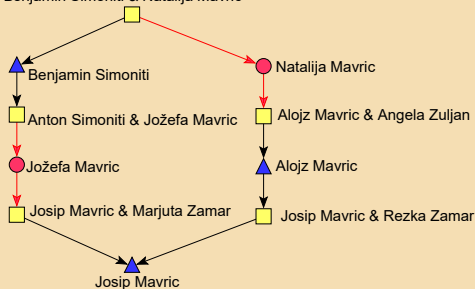 Benjamin Simoniti & Natalija Mavric
Benjamin Simoniti
Natalija Mavric
Anton Simoniti & Jožefa Mavric
Alojz Mavric & Angela Zuljan
Jožefa Mavric
Alojz Mavric
Josip Mavric & Marjuta Zamar
Josip Mavric & Rezka Zamar
Josip Mavric